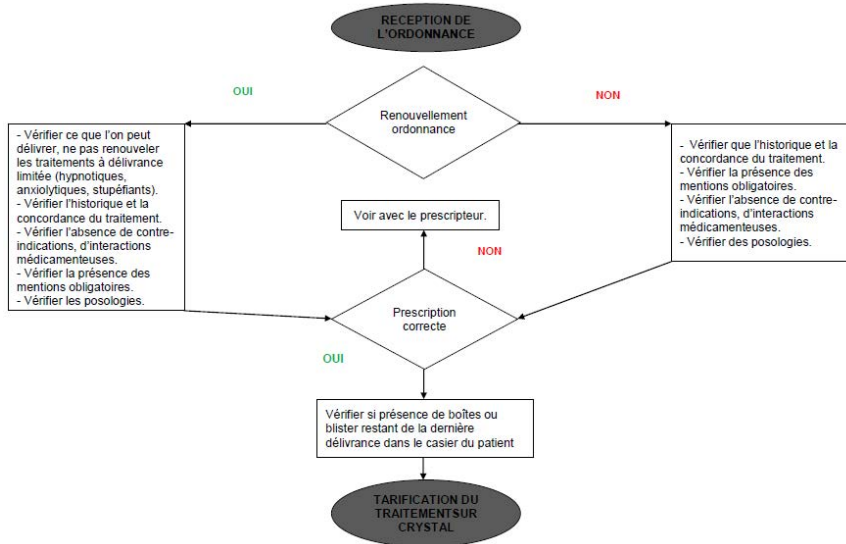 RECEPTION DE
L'ORDONNANCE
OUI
NON
Renouvellement
ordonnance
- Vérifier ce que l'on peut
délivrer, ne pas renouveler
les traitements à délivrance
limitée (hypnotiques,
anxiolytiques, stupéfiants).
- Vérifier l'historique et la
concordance du traitement.
- Vérifier l'absence de contre-
indications, d'interactions
médicamenteuses.
- Vérifier la présence des
mentions obligatoires.
- Vérifier les posologies.
- Vérifier que l'historique et la
concordance du traitement.
- Vérifier la présence des
mentions obligatoires.
- Vérifier l'absence de contre-
indications, d'interactions
médicamenteuses.
- Vérifier des posologies.
Voir avec le prescripteur.
NON
Prescription
correcte
OUI
Vérifier si présence de boîtes ou
blister restant de la dernière
délivrance dans le casier du patient
TARIFICATION DU
TRAITEMENTSUR
CRYSTAL